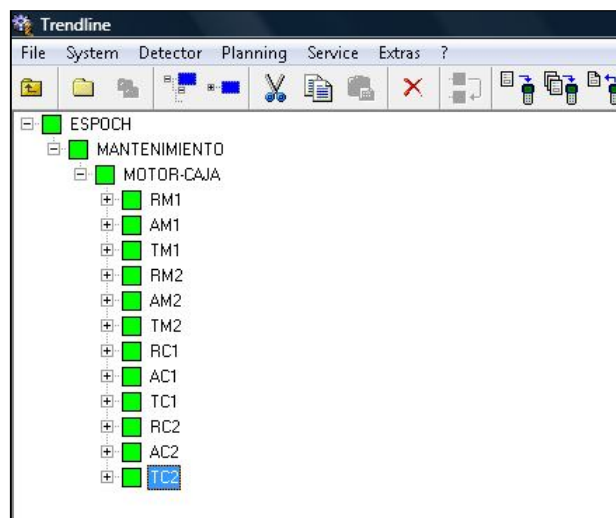 Trendline
File System Detector Planning Service Extras ?
ESPOCH
MANTENIMIENTO
MOTOR-CAJA
RM1
AM1
TM1
RM2
AM2
TM2
RC1
AC1
TC1
RC2
AC2
TC2